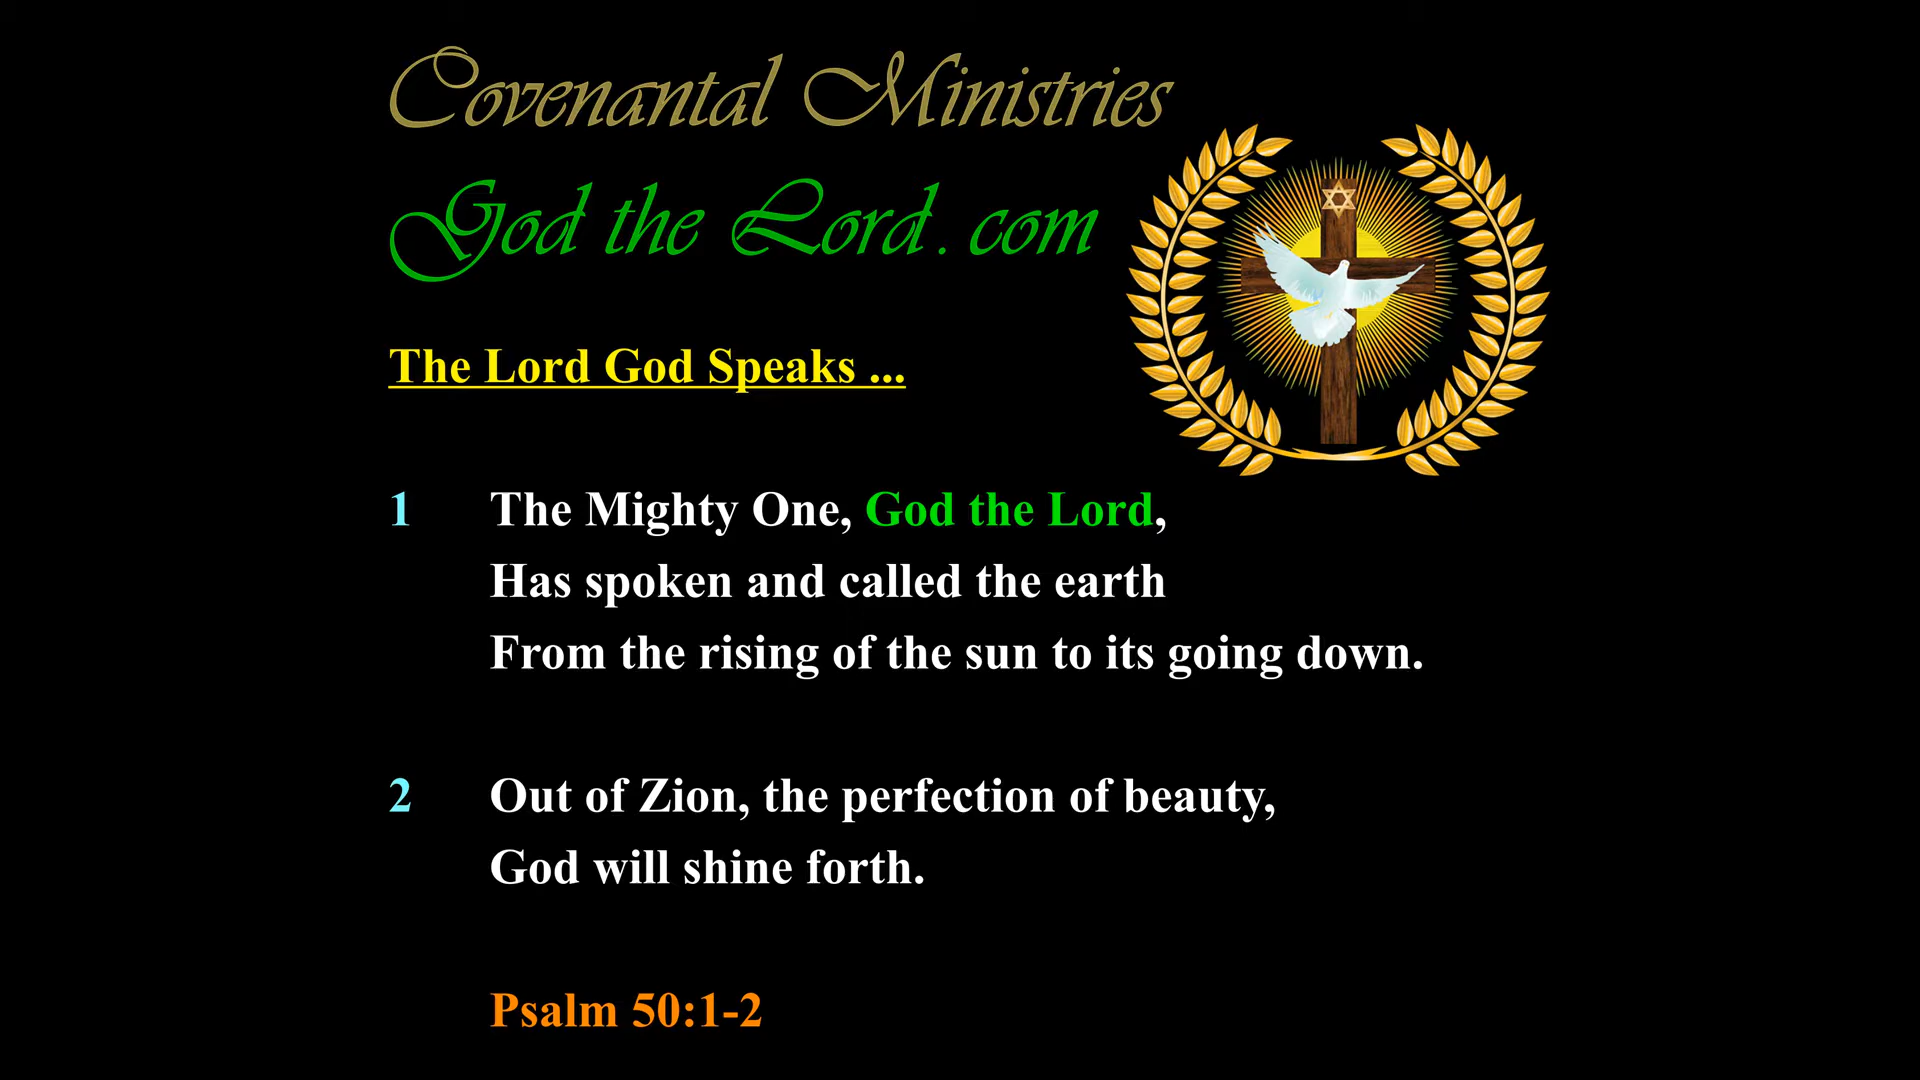 Covenantal Ministries
God the Lord.com
The Lord God Speaks ...
1 The Mighty One, God the Lord,
Has spoken and called the earth
From the rising of the sun to its going down.
2 Out of Zion, the perfection of beauty,
God will shine forth.
Psalm 50:1-2